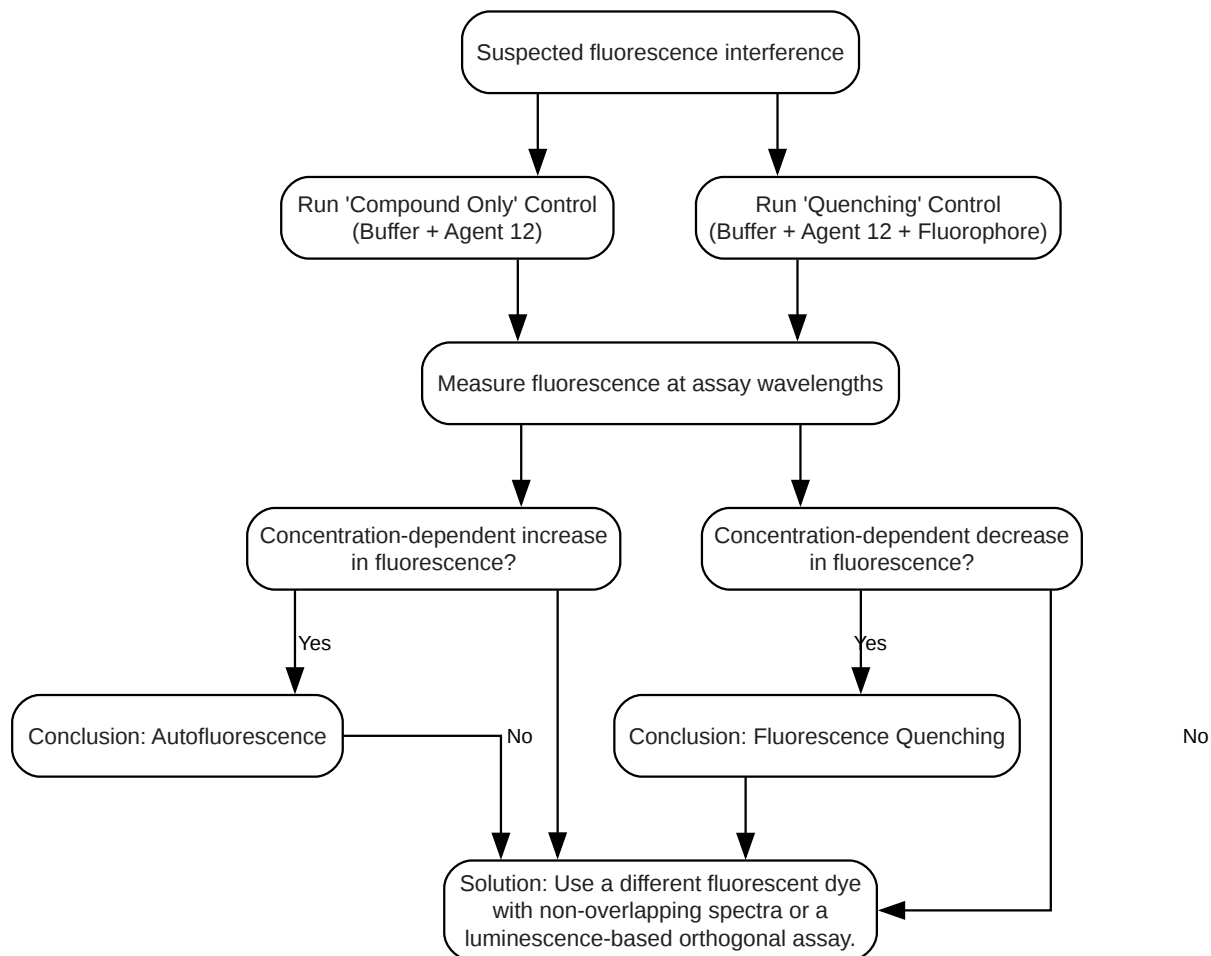 Suspected fluorescence interference
Run 'Compound Only' Control
(Buffer + Agent 12)
Run 'Quenching' Control
(Buffer + Agent 12 + Fluorophore)
Measure fluorescence at assay wavelengths
Concentration-dependent increase
in fluorescence?
Concentration-dependent decrease
in fluorescence?
Yes
Yes
Conclusion: Autofluorescence
No
Conclusion: Fluorescence Quenching
No
Solution: Use a different fluorescent dye
with non-overlapping spectra or a
luminescence-based orthogonal assay.